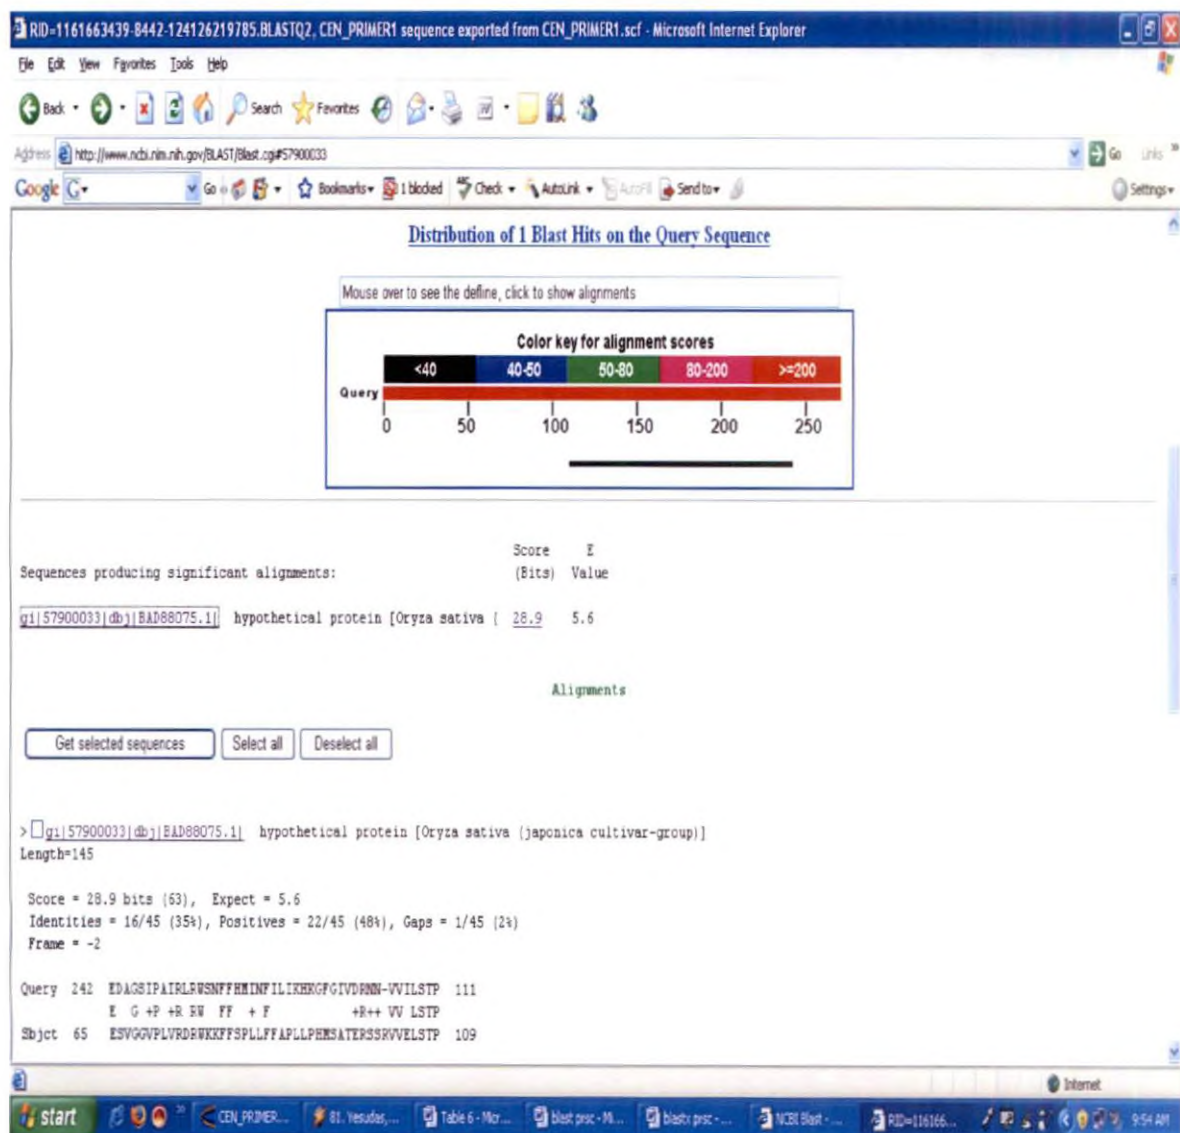 RID=1161663439-8442-124126219785.BLASTQ2, CEN_PRIMER1 sequence exported from CEN_PRIMER1.scf - Microsoft Internet Explorer
File Edit View Favorites Tools Help
Back Search Favorites
Address http://www.ncbi.nlm.nih.gov/BLAST/Blast.cgi#57900033 Go Links »
Google G Go Bookmarks 1 blocked Check AutoLink AutoFill Send to Settings
Distribution of 1 Blast Hits on the Query Sequence
Mouse over to see the defline, click to show alignments
Color key for alignment scores
<40 40-50 50-80 80-200 >=200
Query
0 50 100 150 200 250
Score E
Sequences producing significant alignments: (Bits) Value
gi|57900033|dbj|BAD88075.1| hypothetical protein [Oryza sativa ( 28.9 5.6
Alignments
Get selected sequences Select all Deselect all
>gi|57900033|dbj|BAD88075.1| hypothetical protein [Oryza sativa (japonica cultivar-group)]
Length=145
Score = 28.9 bits (63), Expect = 5.6
Identities = 16/45 (35%), Positives = 22/45 (48%), Gaps = 1/45 (2%)
Frame = -2
Query 242 EDAGSIPAIRLRWSNFFHMINFILIKHKGFGIVDRNN-VVILSTP 111
E G +P +R RW FF + F +R++ VV LSTP
Sbjct 65 ESVGGVPLVRDRWKKFFSPLLFFAPLLPHMSATERSSRVVELSTP 109
Internet
start » CEN_PRIMER... 81. Yesudas,... Table 6 - Micr... blast prsc - Mi... blastx prsc - ... NCBI Blast - ... RID=116166... 9:54 AM